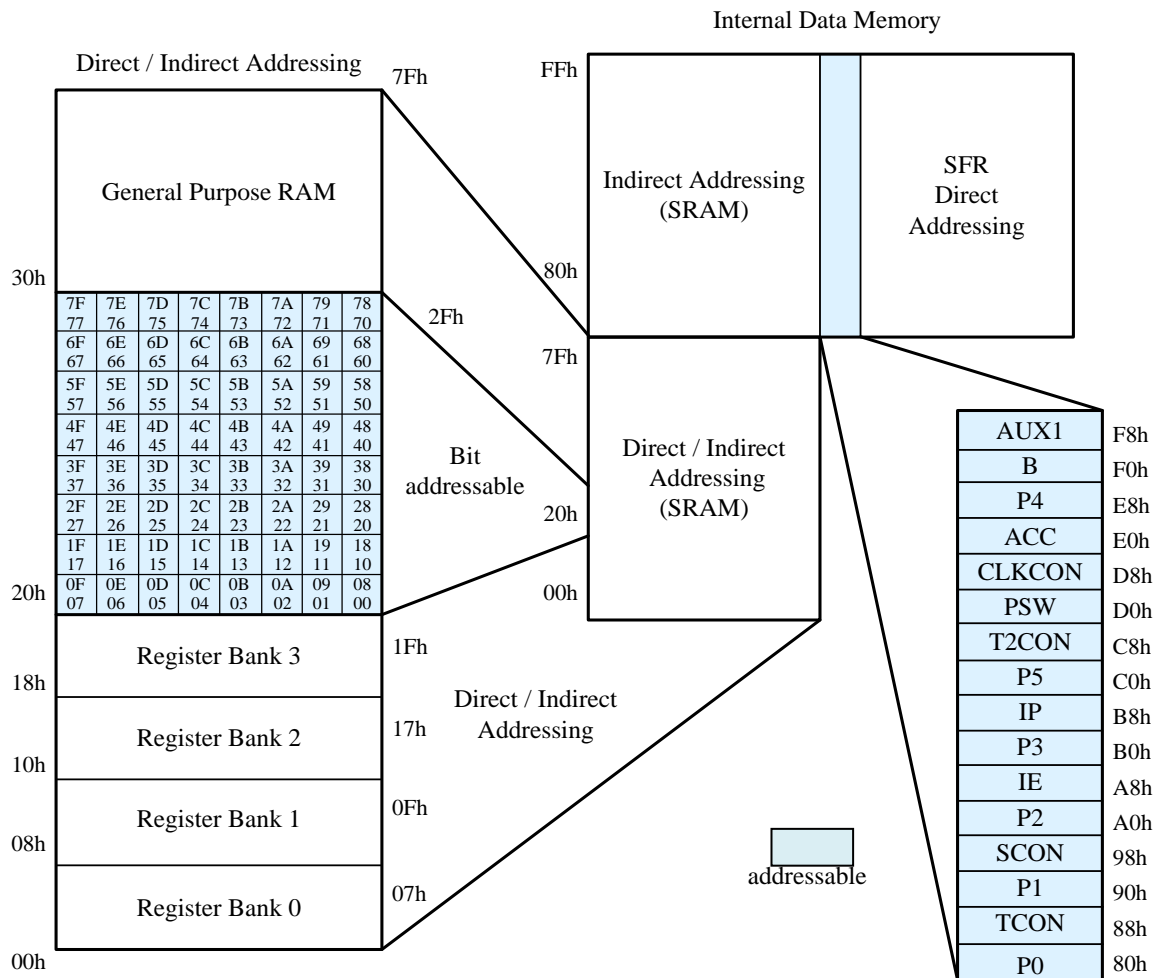 Internal Data Memory
Direct / Indirect Addressing
7Fh
General Purpose RAM
30h
7F 7E 7D 7C 7B 7A 79 78
77 76 75 74 73 72 71 70
6F 6E 6D 6C 6B 6A 69 68
67 66 65 64 63 62 61 60
5F 5E 5D 5C 5B 5A 59 58
57 56 55 54 53 52 51 50
4F 4E 4D 4C 4B 4A 49 48
47 46 45 44 43 42 41 40
3F 3E 3D 3C 3B 3A 39 38
37 36 35 34 33 32 31 30
2F 2E 2D 2C 2B 2A 29 28
27 26 25 24 23 22 21 20
1F 1E 1D 1C 1B 1A 19 18
17 16 15 14 13 12 11 10
0F 0E 0D 0C 0B 0A 09 08
07 06 05 04 03 02 01 00
20h
2Fh
Bit
addressable
20h
Register Bank 3
1Fh
18h
Register Bank 2
17h
10h
Register Bank 1
0Fh
08h
Register Bank 0
07h
00h
Direct / Indirect
Addressing
FFh
Indirect Addressing
(SRAM)
80h
SFR
Direct
Addressing
7Fh
Direct / Indirect
Addressing
(SRAM)
00h
addressable
AUX1 F8h
B F0h
P4 E8h
ACC E0h
CLKCON D8h
PSW D0h
T2CON C8h
P5 C0h
IP B8h
P3 B0h
IE A8h
P2 A0h
SCON 98h
P1 90h
TCON 88h
P0 80h